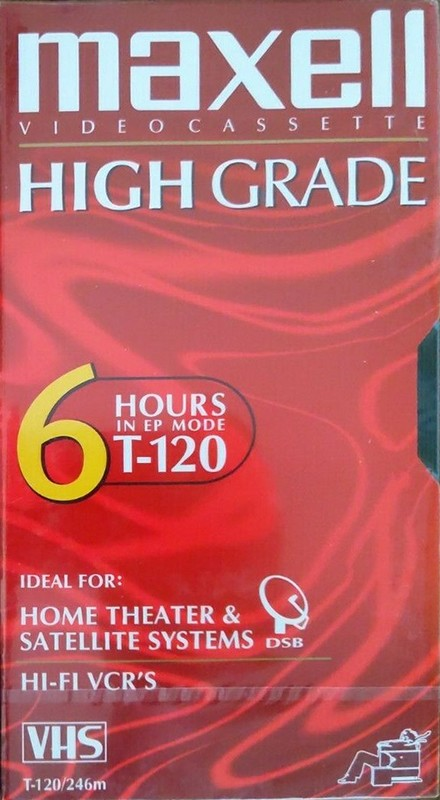 maxell
VIDEOCASSETTE
HIGH GRADE
6 HOURS
IN EP MODE
T-120
IDEAL FOR:
HOME THEATER &
SATELLITE SYSTEMS DSB
HI-FI VCR'S
VHS
T-120/246m